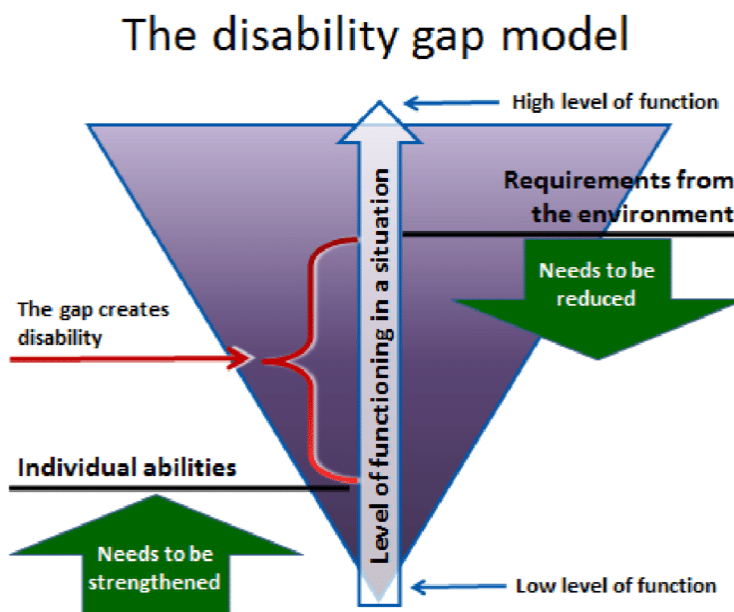 The disability gap model
High level of function
Requirements from
the environment
Needs to be
reduced
Level of functioning in a situation
The gap creates
disability
Individual abilities
Needs to be
strengthened
Low level of function